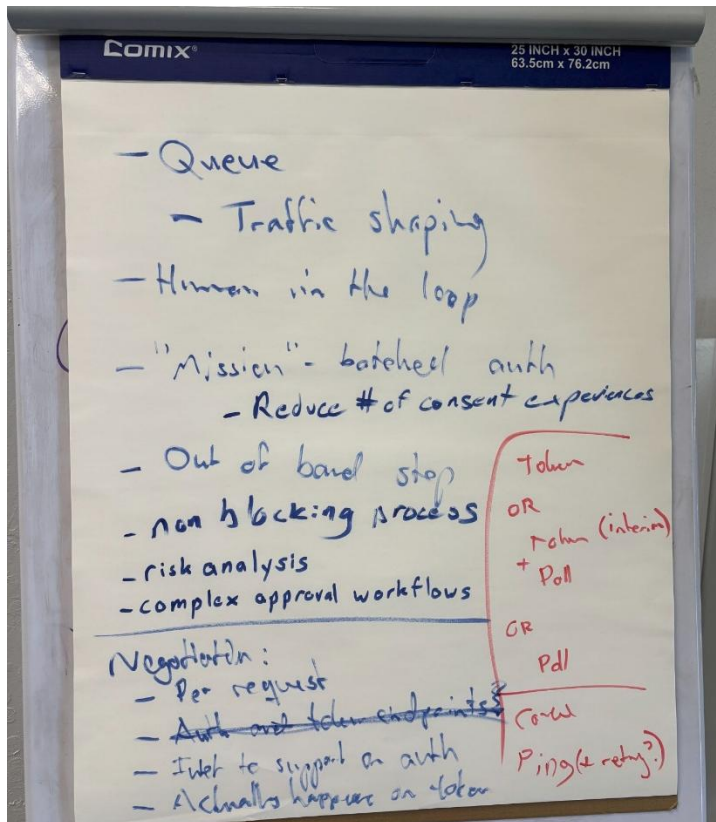 Comix®
25 INCH x 30 INCH
63.5cm x 76.2cm
- Queue
- Traffic shaping
- Human in the loop
- "Mission" - batched auth
- Reduce # of consent experiences
- Out of band step
- non blocking process
- risk analysis
- complex approval workflows
Negotiation:
- Per request
- Auth and token endpoints
- to support on auth
- Actually happens on token
token
OR
token (interim)
+ Poll
OR
Poll
Ping (+ retry?)